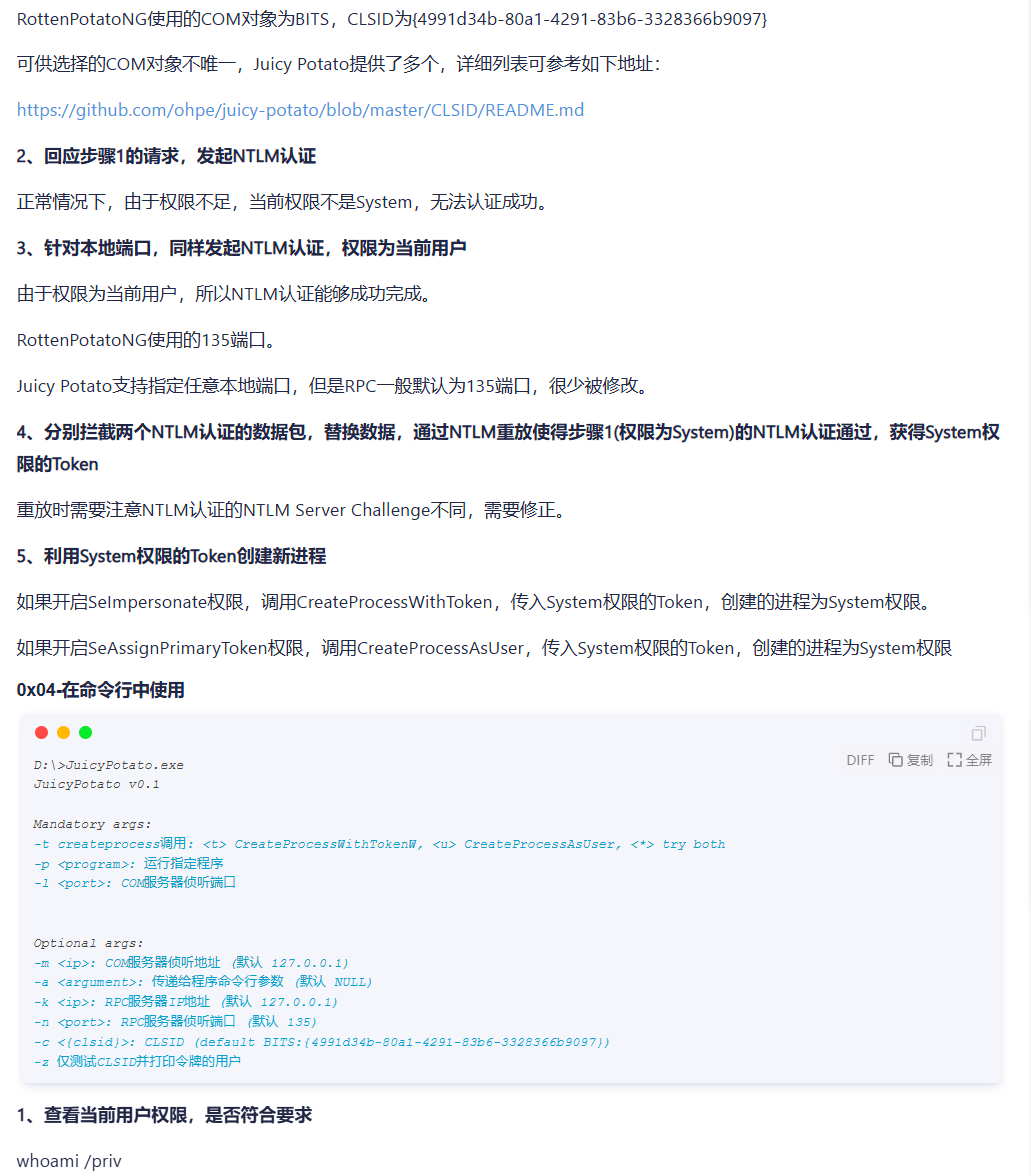 RottenPotatoNG使用的COM对象为BITS，CLSID为{4991d34b-80a1-4291-83b6-3328366b9097}
可供选择的COM对象不唯一，Juicy Potato提供了多个，详细列表可参考如下地址：
https://github.com/ohpe/juicy-potato/blob/master/CLSID/README.md
2、回应步骤1的请求，发起NTLM认证
正常情况下，由于权限不足，当前权限不是System，无法认证成功。
3、针对本地端口，同样发起NTLM认证，权限为当前用户
由于权限为当前用户，所以NTLM认证能够成功完成。
RottenPotatoNG使用的135端口。
Juicy Potato支持指定任意本地端口，但是RPC一般默认为135端口，很少被修改。
4、分别拦截两个NTLM认证的数据包，替换数据，通过NTLM重放使得步骤1(权限为System)的NTLM认证通过，获得System权
限的Token
重放时需要注意NTLM认证的NTLM Server Challenge不同，需要修正。
5、利用System权限的Token创建新进程
如果开启SeImpersonate权限，调用CreateProcessWithToken，传入System权限的Token，创建的进程为System权限。
如果开启SeAssignPrimaryToken权限，调用CreateProcessAsUser，传入System权限的Token，创建的进程为System权限
0x04-在命令行中使用
DIFF 复制 全屏
D:\>JuicyPotato.exe
JuicyPotato v0.1
Mandatory args:
-t createprocess调用: <t> CreateProcessWithTokenW, <u> CreateProcessAsUser, <*> try both
-p <program>: 运行指定程序
-l <port>: COM服务器侦听端口
Optional args:
-m <ip>: COM服务器侦听地址 (默认 127.0.0.1)
-a <argument>: 传递给程序命令行参数 (默认 NULL)
-k <ip>: RPC服务器IP地址 (默认 127.0.0.1)
-n <port>: RPC服务器侦听端口 (默认 135)
-c <{clsid}>: CLSID (default BITS:{4991d34b-80a1-4291-83b6-3328366b9097})
-z 仅测试CLSID并打印令牌的用户
1、查看当前用户权限，是否符合要求
whoami /priv